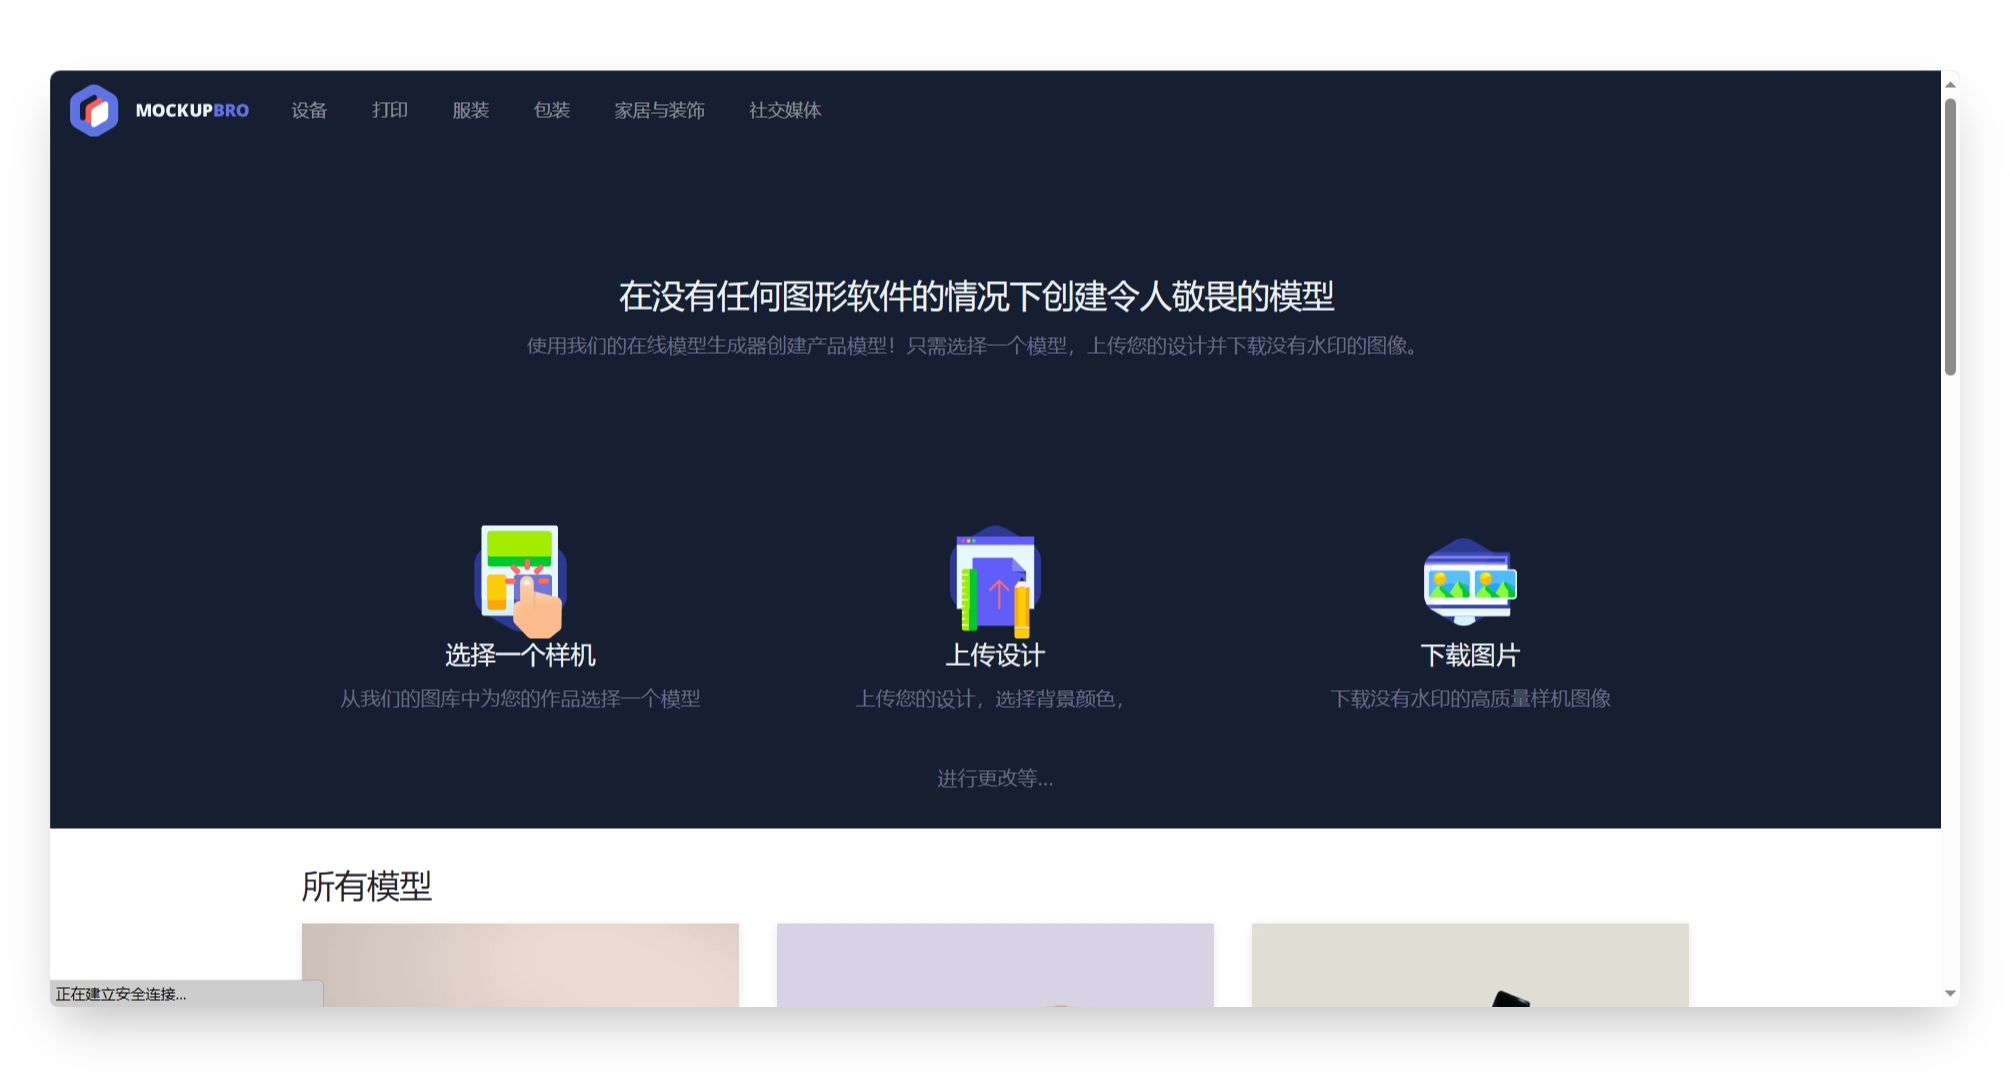 MOCKUPBRO 设备 打印 服装 包装 家居与装饰 社交媒体
在没有任何图形软件的情况下创建令人敬畏的模型
使用我们的在线模型生成器创建产品模型！只需选择一个模型，上传您的设计并下载没有水印的图像。
选择一个样机
从我们的图库中为您的作品选择一个模型
上传设计
上传您的设计，选择背景颜色，
进行更改等...
下载图片
下载没有水印的高质量样机图像
所有模型
正在建立安全连接...